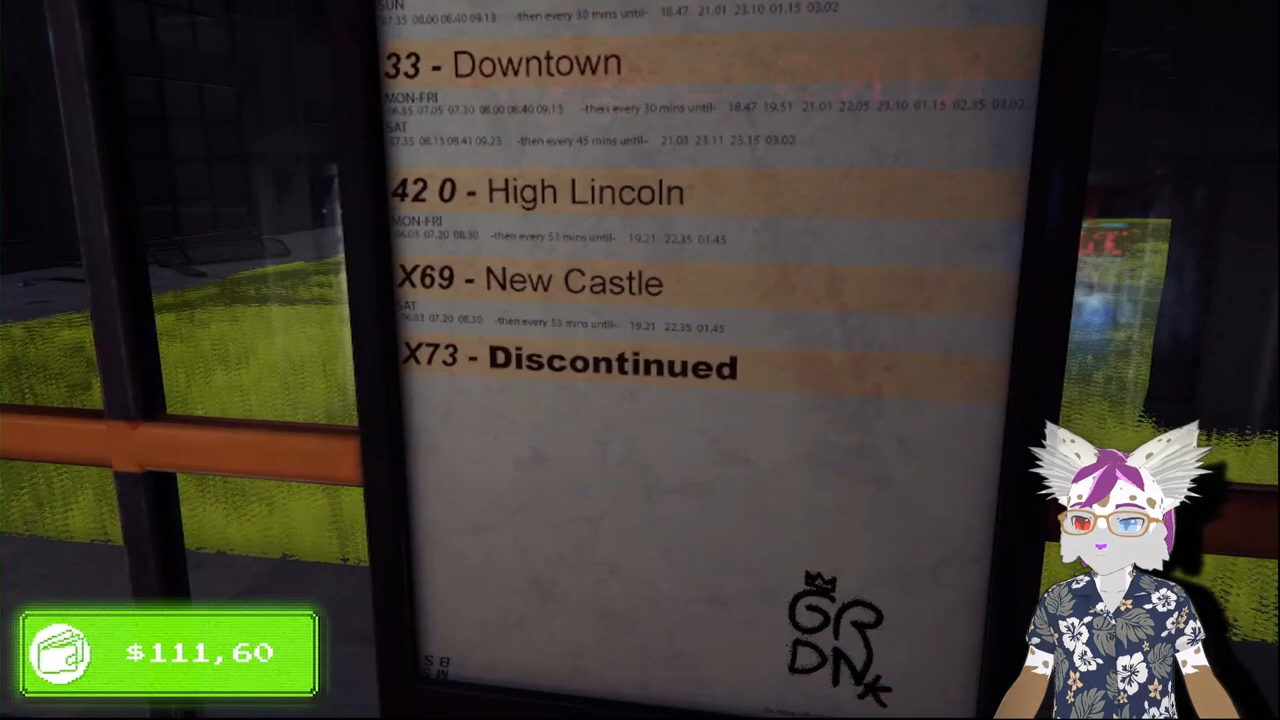 SUN
07.35 08.00 08.40 09.13 -then every 30 mins until- 18.47 21.01 23.10 01.15 03.02
33 - Downtown
MON-FRI
06.35 07.05 07.30 08.00 08.40 09.13 -then every 30 mins until- 18.47 19.51 21.01 22.05 23.10 01.15 02.35 03.02
SAT
07.35 08.13 08.41 09.23 -then every 45 mins until- 21.03 23.11 23.15 03.02
42 0 - High Lincoln
MON-FRI
06.03 07.20 08.30 -then every 53 mins until- 19.21 22.35 01.45
X69 - New Castle
SAT
06.03 07.20 08.30 -then every 53 mins until- 19.21 22.35 01.45
X73 - Discontinued
GR
DN
$111,60